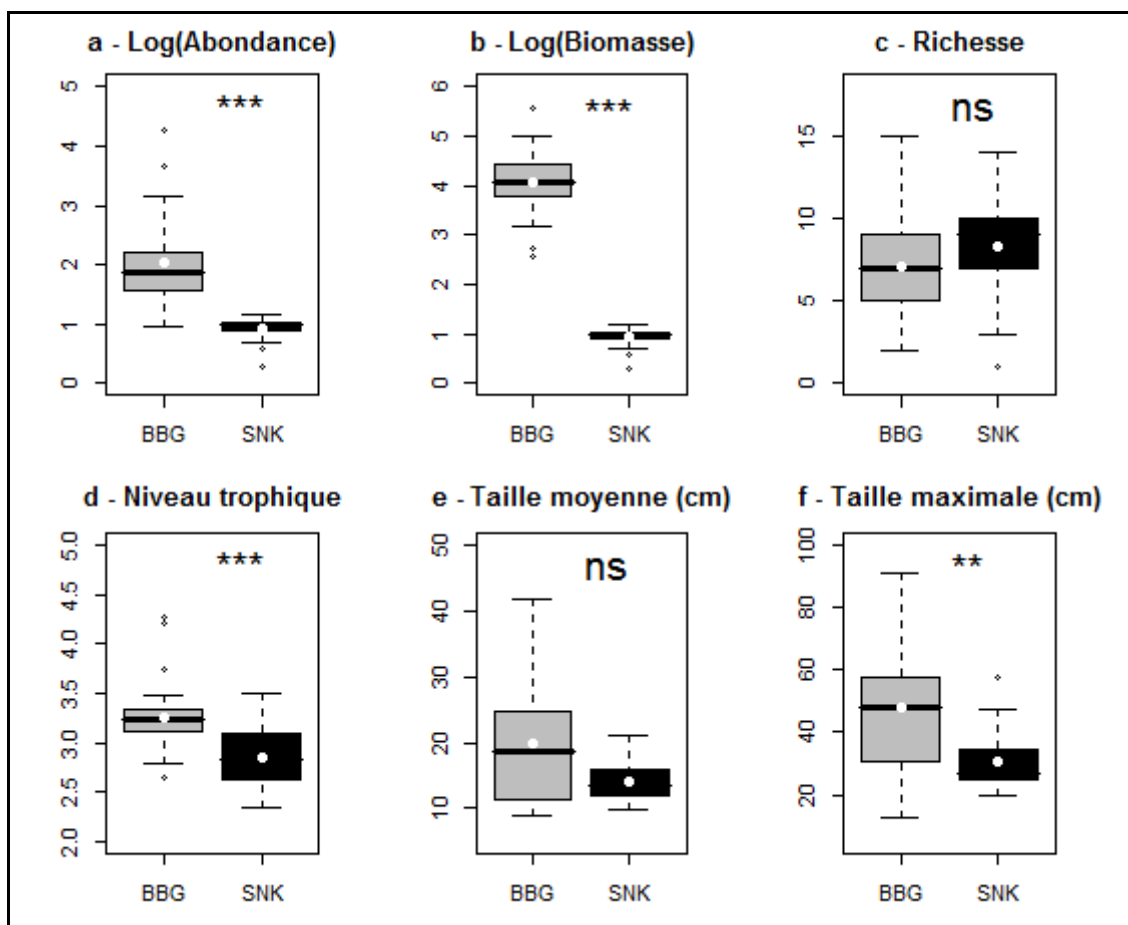 a - Log(Abondance)
b - Log(Biomasse)
c - Richesse
5
4
3
2
1
0
***
BBG
SNK
6
5
4
3
2
1
0
***
BBG
SNK
15
10
5
0
ns
BBG
SNK
d - Niveau trophique
e - Taille moyenne (cm)
f - Taille maximale (cm)
5.0
4.5
4.0
3.5
3.0
2.5
2.0
***
BBG
SNK
50
40
30
20
10
ns
BBG
SNK
100
80
60
40
20
**
BBG
SNK